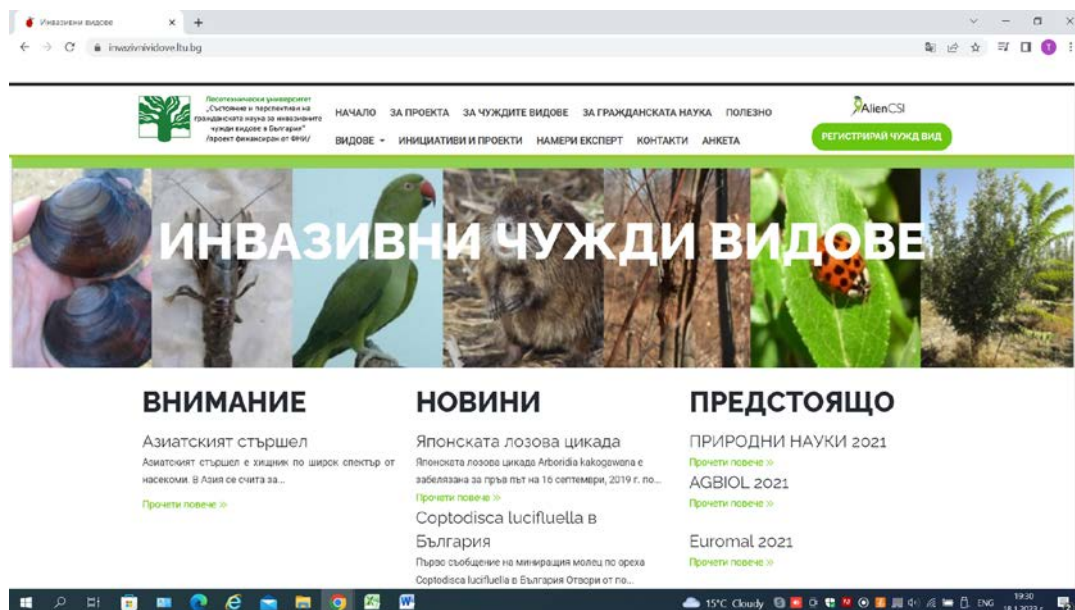 Инвазивни видове
invazivnividove.ltu.bg
T
Лесотехнически университет
„Състояние и перспективи на
гражданската наука за инвазивните
чужди видове в България"
/проект финансиран от ФНИ/
НАЧАЛО ЗА ПРОЕКТА ЗА ЧУЖДИТЕ ВИДОВЕ ЗА ГРАЖДАНСКАТА НАУКА ПОЛЕЗНО
ВИДОВЕ ИНИЦИАТИВИ И ПРОЕКТИ НАМЕРИ ЕКСПЕРТ КОНТАКТИ АНКЕТА
AlienCSI
РЕГИСТРИРАЙ ЧУЖД ВИД
ИНВАЗИВНИ ЧУЖДИ ВИДОВЕ
ВНИМАНИЕ
Азиатският стършел
Азиатският стършел е хищник по широк спектър от
насекоми. В Азия се счита за...
Прочети повече »
НОВИНИ
Японската лозова цикада
Японската лозова цикада Arboridia kakogawana е
забелязана за пръв път на 16 септември, 2019 г. по...
Прочети повече »
Coptodisca lucifluella в
България
Първо съобщение на миниращия молец по ореха
Coptodisca lucifluella в България Отвори от по...
ПРЕДСТОЯЩО
ПРИРОДНИ НАУКИ 2021
Прочети повече »
AGBIOL 2021
Прочети повече »
Euromal 2021
Прочети повече »
15°C Cloudy
ENG
19:30
18.1.2023 г.